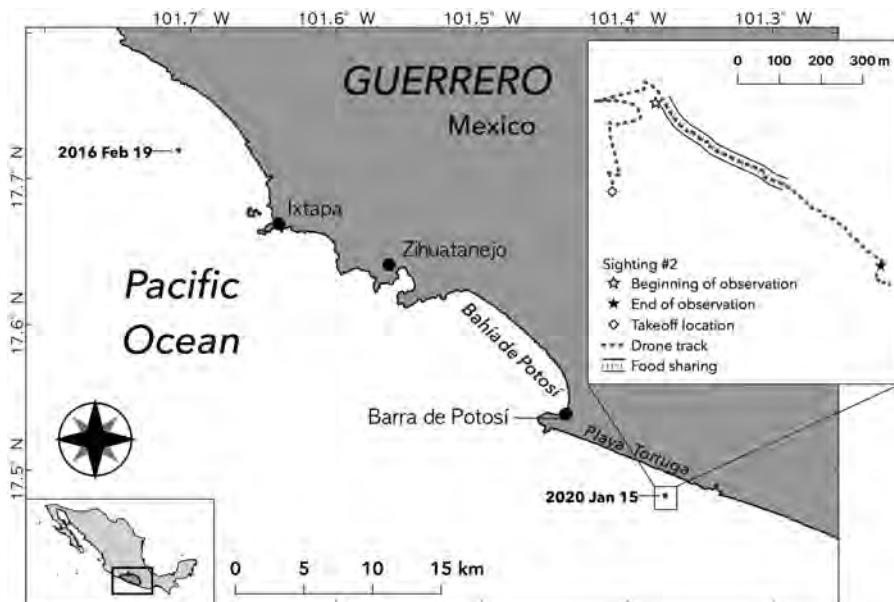 101.7° W
101.6° W
101.5° W
101.4° W
101.3° W
GUERRERO
Mexico
0 100 200 300 m
2016 Feb 19
17.7° N
Ixtapa
Zihuatanejo
Sighting #2
Beginning of observation
End of observation
Takeoff location
Drone track
Food sharing
Pacific
Ocean
17.6° N
Bahía de Potosí
Barra de Potosí
Playa Tortuga
17.5° N
2020 Jan 15
0 5 10 15 km